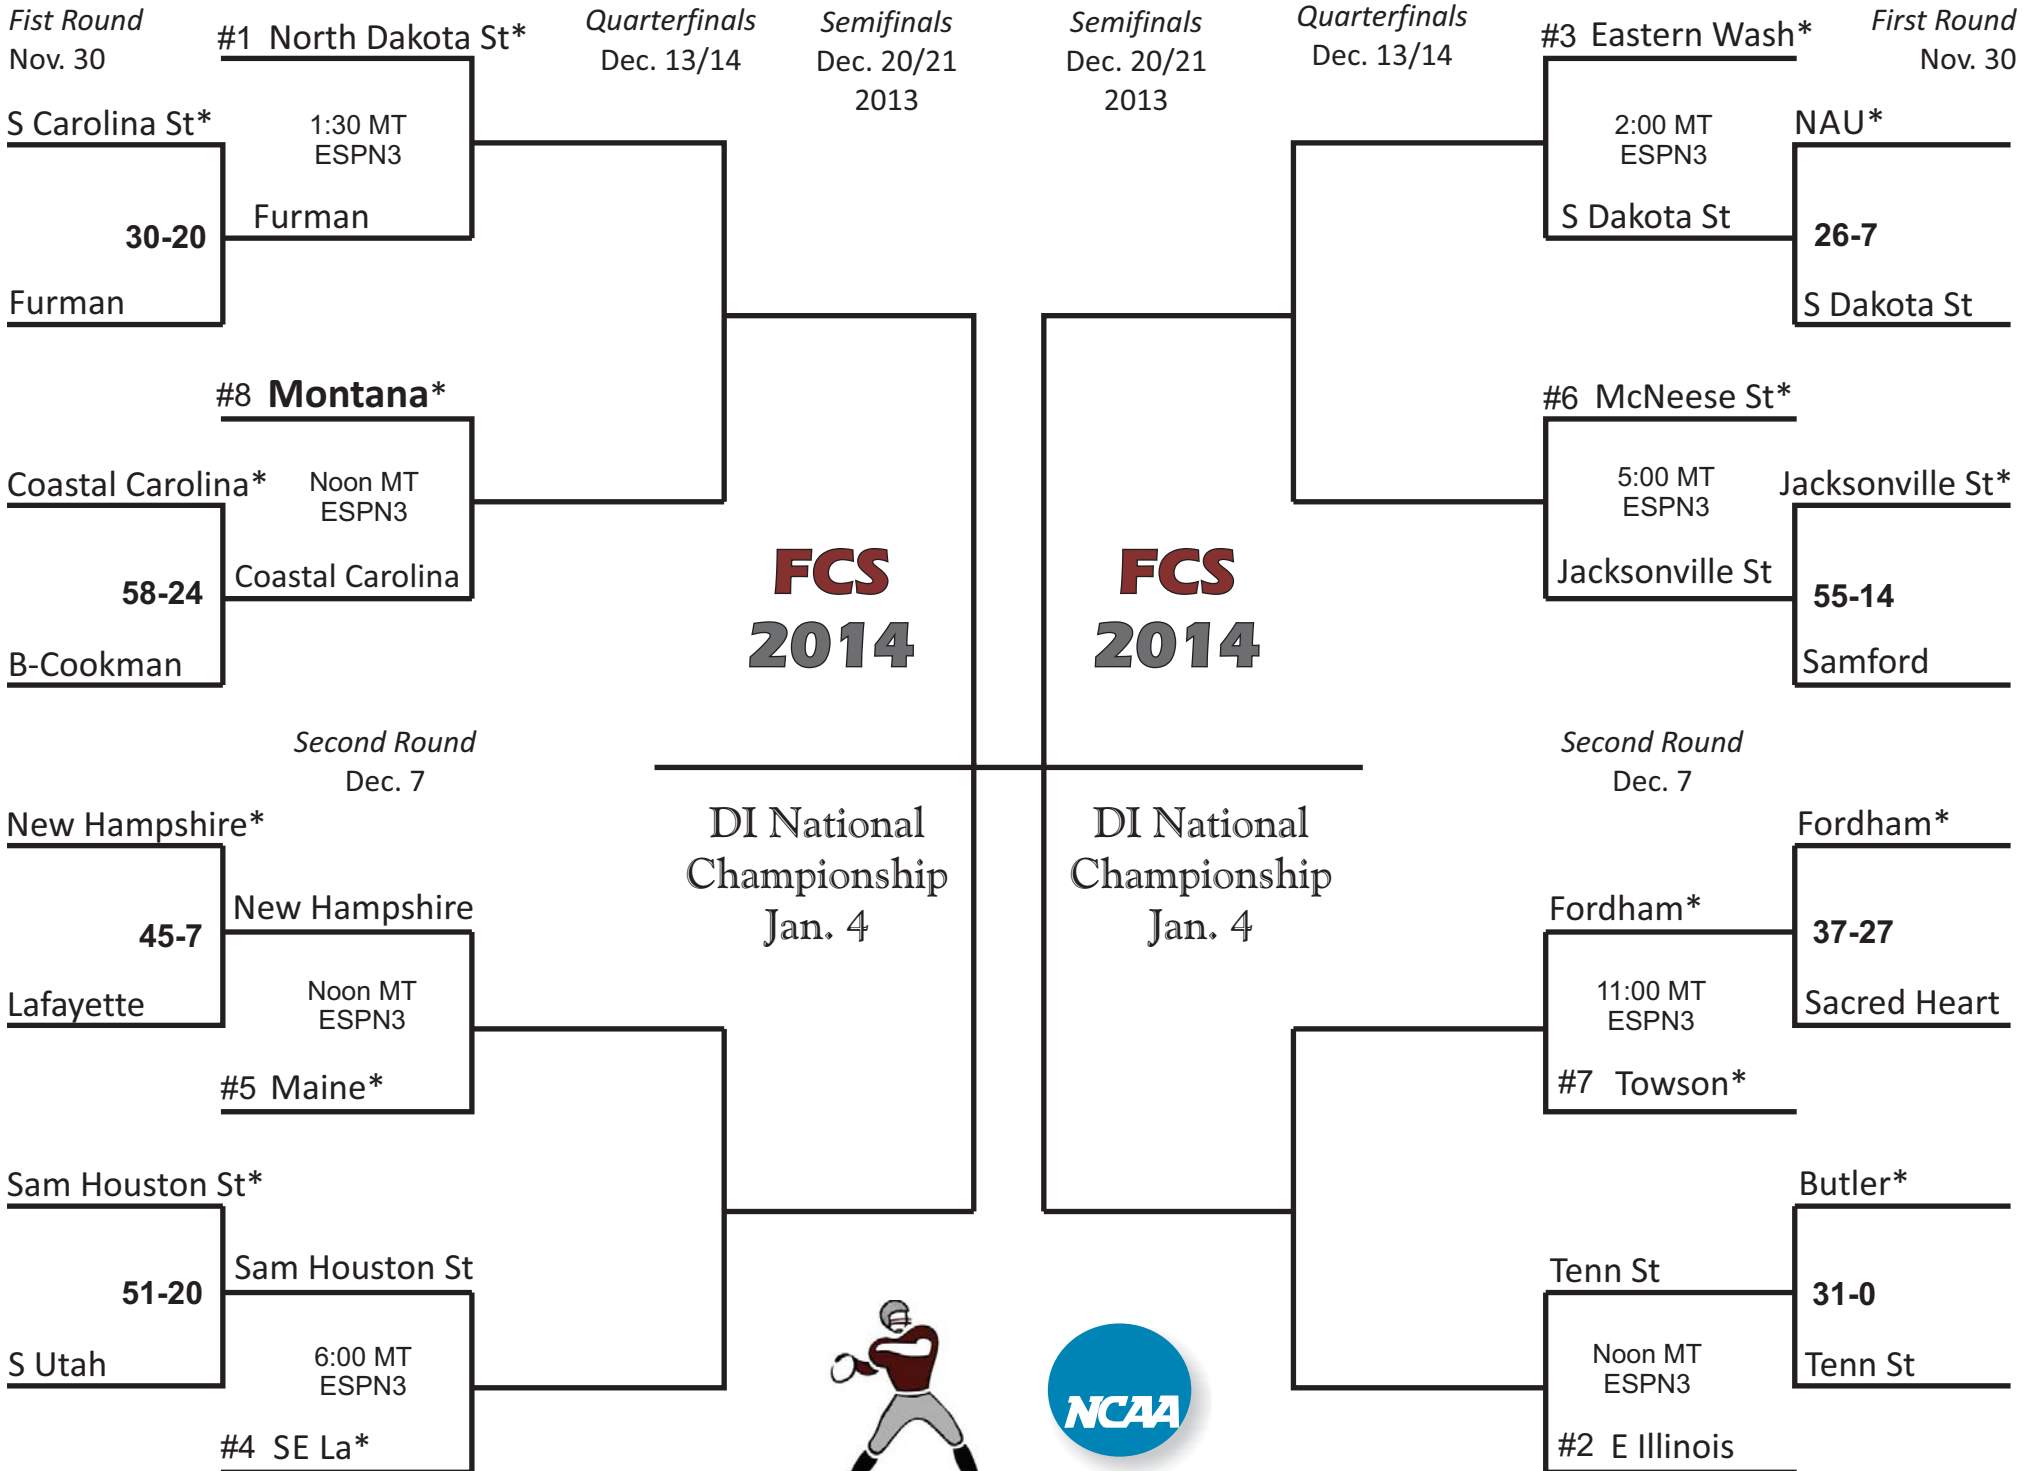 Fist Round
Nov. 30
#1 North Dakota St*
Quarterfinals
Dec. 13/14
Semifinals
Dec. 20/21
2013
Semifinals
Dec. 20/21
2013
Quarterfinals
Dec. 13/14
#3 Eastern Wash*
First Round
Nov. 30
S Carolina St*
1:30 MT
ESPN3
30-20
Furman
Furman
#8 Montana*
Coastal Carolina*
Noon MT
ESPN3
58-24
Coastal Carolina
B-Cookman
Second Round
Dec. 7
New Hampshire*
New Hampshire
45-7
Lafayette
Noon MT
ESPN3
#5 Maine*
Sam Houston St*
Sam Houston St
51-20
S Utah
6:00 MT
ESPN3
#4 SE La*
FCS
2014
DI National
Championship
Jan. 4
FCS
2014
DI National
Championship
Jan. 4
NCAA
2:00 MT
ESPN3
NAU*
S Dakota St
26-7
S Dakota St
#6 McNeese St*
5:00 MT
ESPN3
Jacksonville St*
Jacksonville St
55-14
Samford
Second Round
Dec. 7
Fordham*
Fordham*
37-27
11:00 MT
ESPN3
Sacred Heart
#7 Towson*
Butler*
Tenn St
31-0
Noon MT
ESPN3
Tenn St
#2 E Illinois